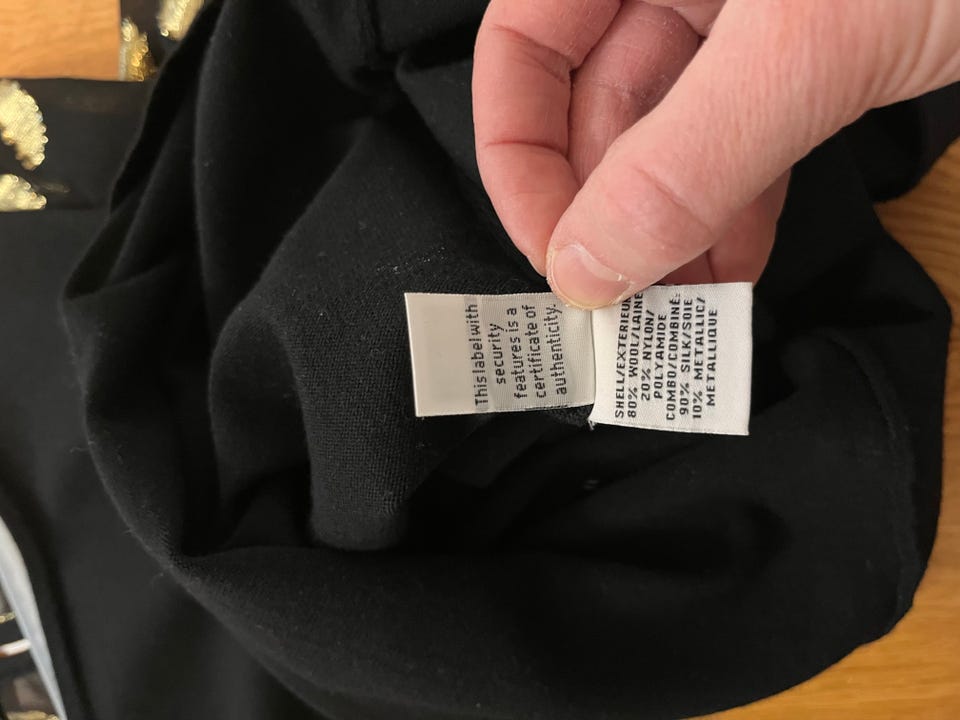 This label with
security
features is a
certificate of
authenticity.
SHELL/EXTERIEUR
80% WOOL/LAINE
20% NYLON/
POLYAMIDE
COMBO/COMBINÉ:
90% SILK/SOIE
10% METALLIC/
METALLIQUE